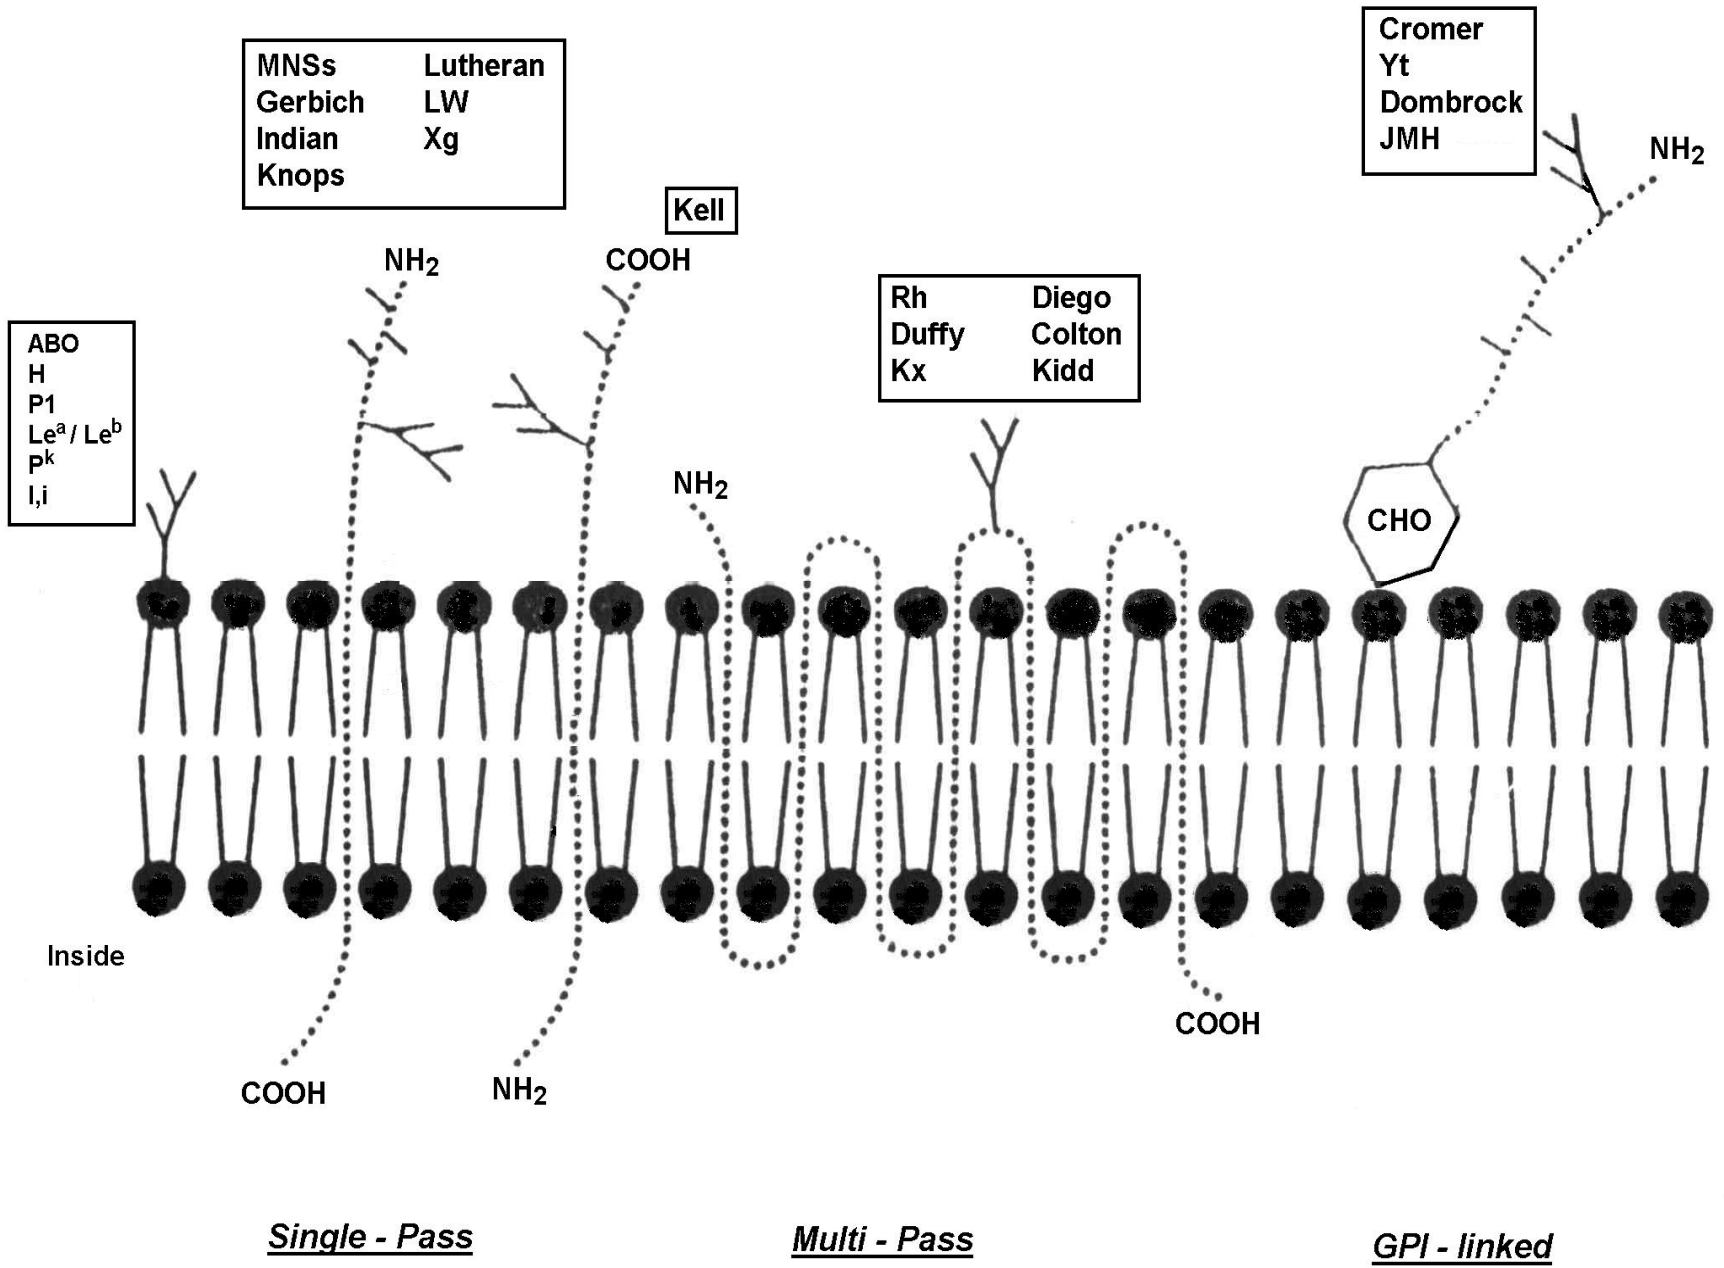 MNSs Lutheran
Gerbich LW
Indian Xg
Knops
Kell
NH2
COOH
ABO
H
P1
Leᵃ / Leᵇ
Pᵏ
I,i
Rh Diego
Duffy Colton
Kx Kidd
NH2
Cromer
Yt
Dombrock
JMH
NH2
CHO
Inside
COOH
NH2
COOH
Single - Pass
Multi - Pass
GPI - linked